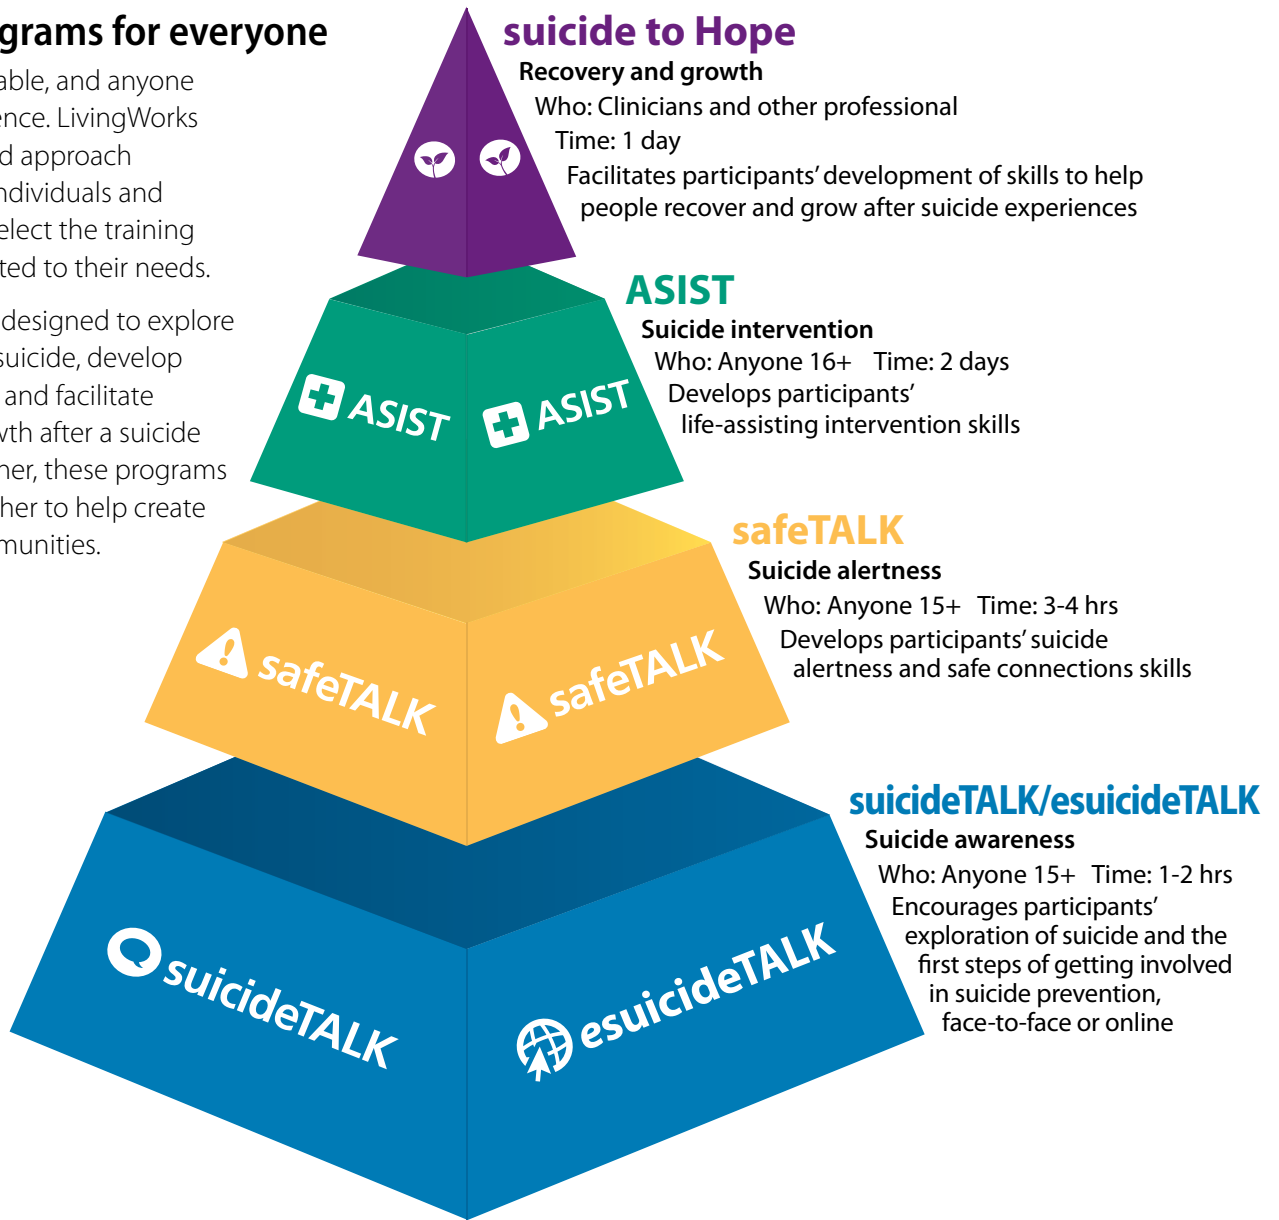 grams for everyone
able, and anyone
ence. LivingWorks
d approach
ndividuals and
elect the training
ted to their needs.
designed to explore
suicide, develop
and facilitate
wth after a suicide
her, these programs
ther to help create
munities.
suicide to Hope
Recovery and growth
Who: Clinicians and other professional
Time: 1 day
Facilitates participants’ development of skills to help
people recover and grow after suicide experiences
ASIST
Suicide intervention
Who: Anyone 16+ Time: 2 days
Develops participants’
life-assisting intervention skills
ASIST
ASIST
safeTALK
Suicide alertness
Who: Anyone 15+ Time: 3-4 hrs
Develops participants’ suicide
alertness and safe connections skills
safeTALK
safeTALK
suicideTALK/esuicideTALK
Suicide awareness
Who: Anyone 15+ Time: 1-2 hrs
Encourages participants’
exploration of suicide and the
first steps of getting involved
in suicide prevention,
face-to-face or online
suicideTALK
esuicideTALK